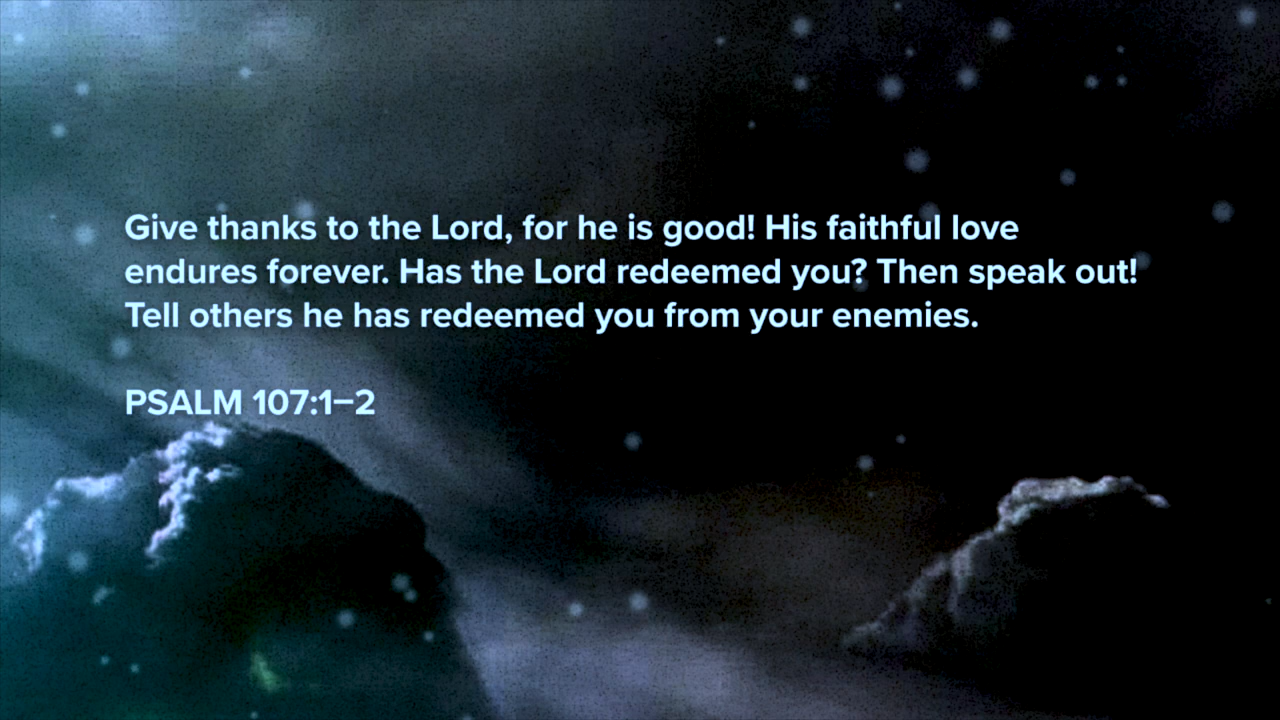 Give thanks to the Lord, for he is good! His faithful love
endures forever. Has the Lord redeemed you? Then speak out!
Tell others he has redeemed you from your enemies.
PSALM 107:1–2